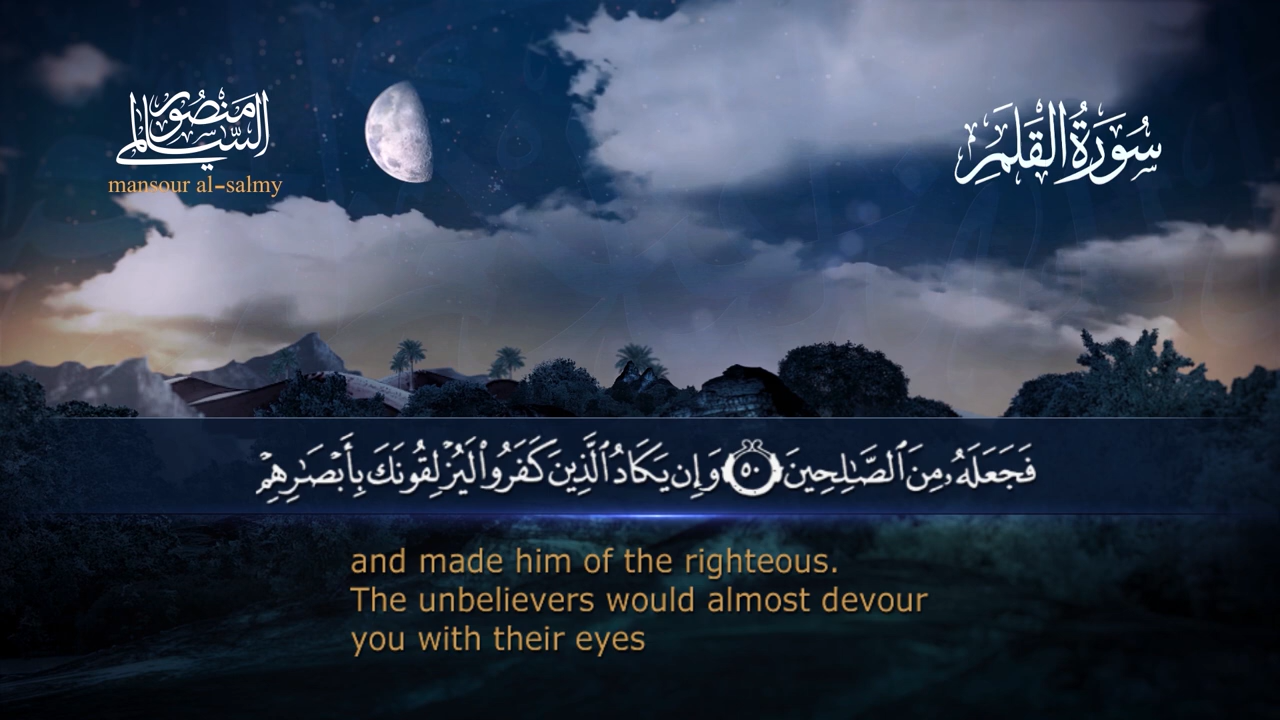 منصور
السالمي
mansour al-salmy
سُورَةُ القَلَمِ
فَجَعَلَهُۥ مِنَ ٱلصَّٰلِحِينَ ٥٠ وَإِن يَكَادُ ٱلَّذِينَ كَفَرُوا۟ لَيُزْلِقُونَكَ بِأَبْصَٰرِهِمْ
and made him of the righteous.
The unbelievers would almost devour
you with their eyes